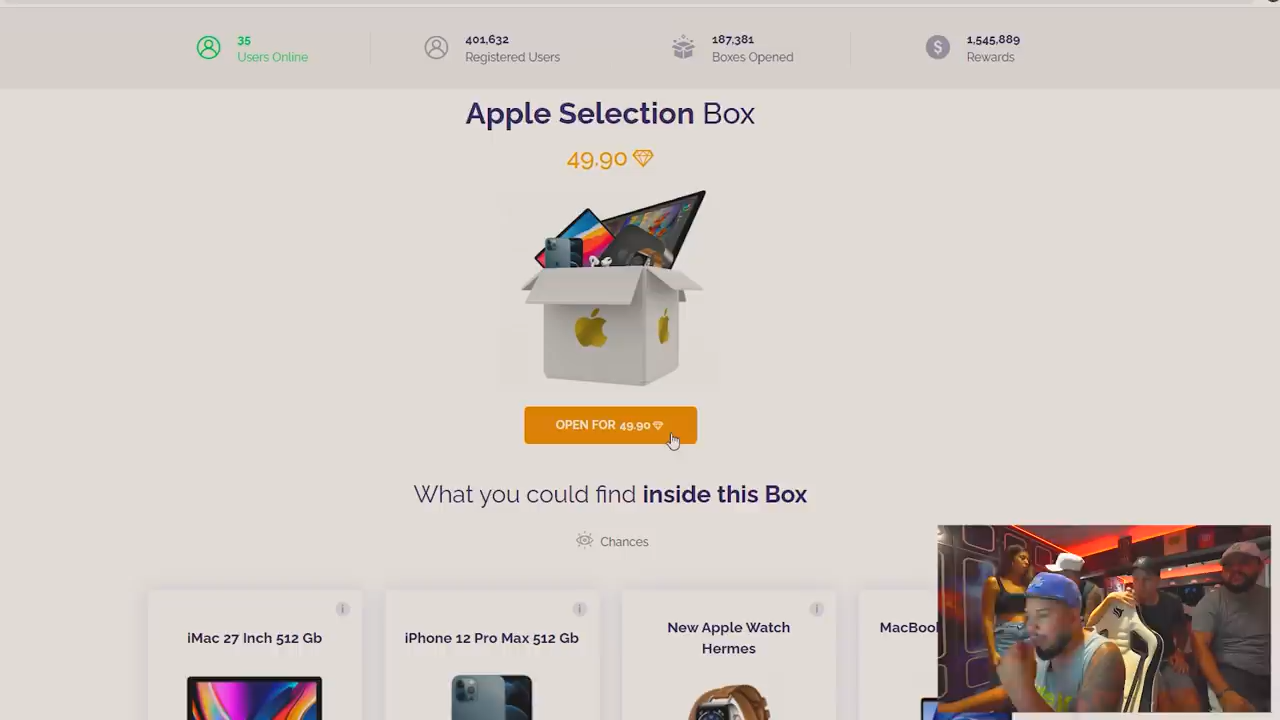 35
Users Online
401,632
Registered Users
187,381
Boxes Opened
1,545,889
Rewards
Apple Selection Box
49.90
OPEN FOR 49.90
What you could find inside this Box
Chances
iMac 27 Inch 512 Gb
iPhone 12 Pro Max 512 Gb
New Apple Watch
Hermes